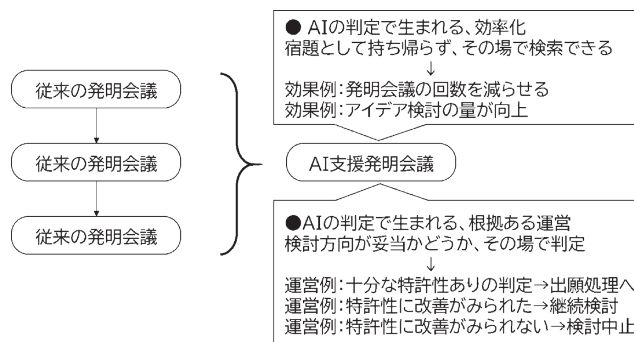 従来の発明会議
従来の発明会議
従来の発明会議
● AIの判定で生まれる、効率化
宿題として持ち帰らず、その場で検索できる
↓
効果例：発明会議の回数を減らせる
効果例：アイデア検討の量が向上
AI支援発明会議
●AIの判定で生まれる、根拠ある運営
検討方向が妥当かどうか、その場で判定
↓
運営例：十分な特許性ありの判定→出願処理へ
運営例：特許性に改善がみられた→継続検討
運営例：特許性に改善がみられない→検討中止